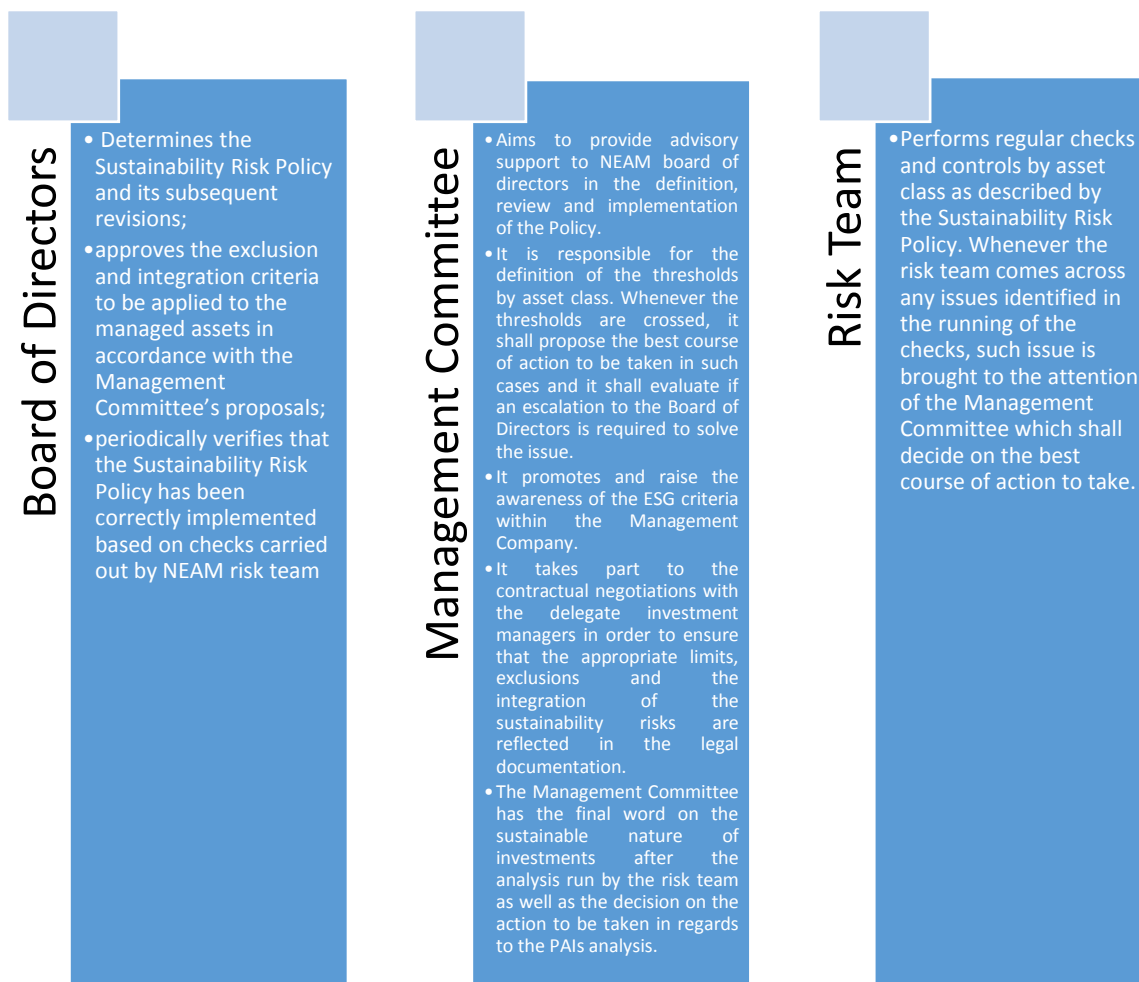 Board of Directors
• Determines the
Sustainability Risk Policy
and its subsequent
revisions;
•approves the exclusion
and integration criteria
to be applied to the
managed assets in
accordance with the
Management
Committee’s proposals;
•periodically verifies that
the Sustainability Risk
Policy has been
correctly implemented
based on checks carried
out by NEAM risk team
Management Committee
•Aims to provide advisory
support to NEAM board of
directors in the definition,
review and implementation
of the Policy.
•It is responsible for the
definition of the thresholds
by asset class. Whenever the
thresholds are crossed, it
shall propose the best course
of action to be taken in such
cases and it shall evaluate if
an escalation to the Board of
Directors is required to solve
the issue.
•It promotes and raise the
awareness of the ESG criteria
within the Management
Company.
•It takes part to the
contractual negotiations with
the delegate investment
managers in order to ensure
that the appropriate limits,
exclusions and the
integration of the
sustainability risks are
reflected in the legal
documentation.
•The Management Committee
has the final word on the
sustainable nature of
investments after the
analysis run by the risk team
as well as the decision on the
action to be taken in regards
to the PAIs analysis.
Risk Team
•Performs regular checks
and controls by asset
class as described by
the Sustainability Risk
Policy. Whenever the
risk team comes across
any issues identified in
the running of the
checks, such issue is
brought to the attention
of the Management
Committee which shall
decide on the best
course of action to take.